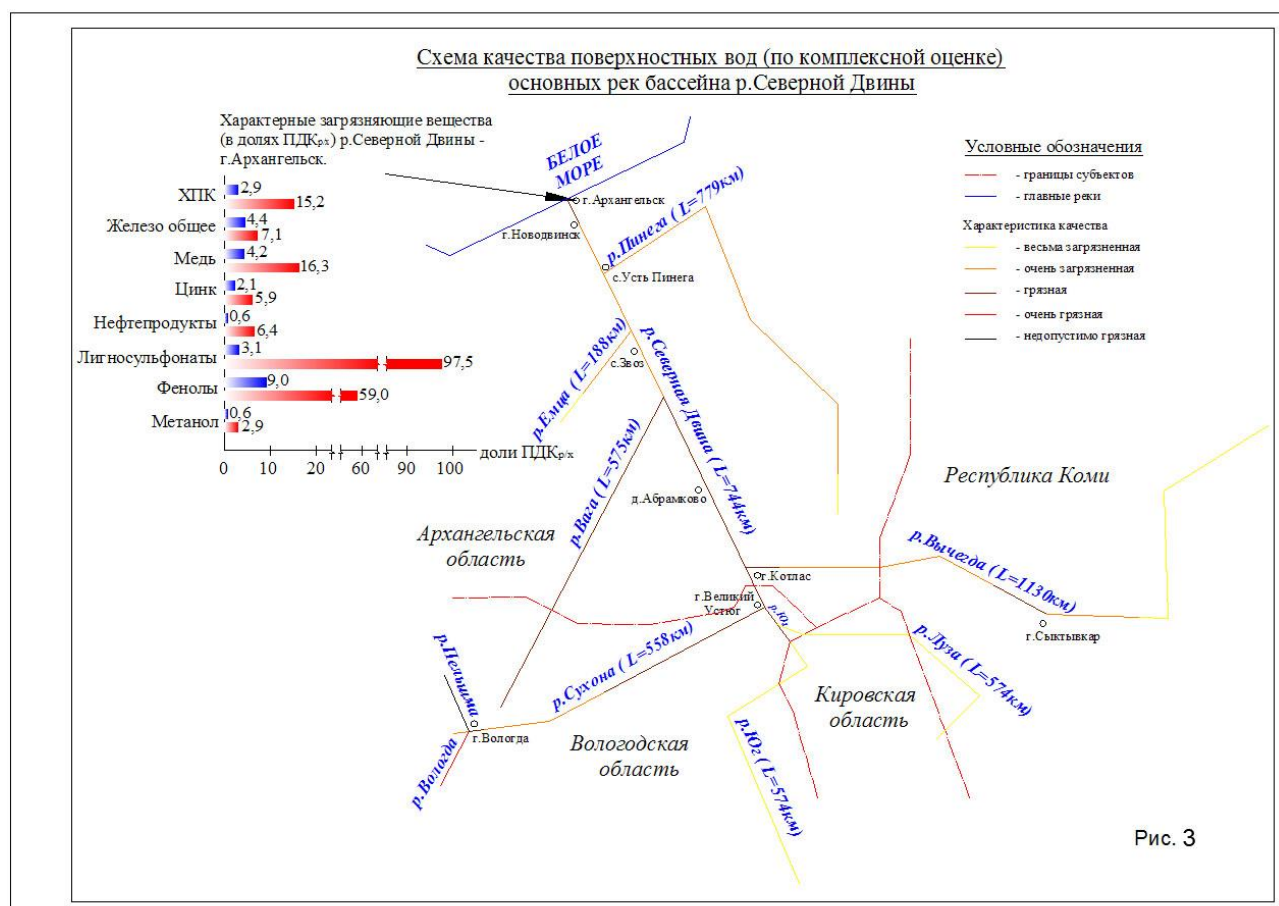 Схема качества поверхностных вод (по комплексной оценке)
основных рек бассейна р.Северной Двины
Характерные загрязняющие вещества
(в долях ПДКр/х) р.Северной Двины -
г.Архангельск.
ХПК
2,9
15,2
Железо общее
4,4
7,1
Медь
4,2
16,3
Цинк
2,1
5,9
Нефтепродукты
0,6
6,4
Лигносульфонаты
3,1
97,5
Фенолы
9,0
59,0
Метанол
0,6
2,9
доли ПДКр/х
0 10 20 60 90 100
БЕЛОЕ
МОРЕ
г.Архангельск
г.Новодвинск
р.Пинега ( L=779км)
с.Усть Пинега
р.Северная Двина ( L=744км)
с.Звоз
р.Емца (L=188км)
р.Вага ( L=575км)
д.Абрамково
Архангельская
область
Республика Коми
р.Вычегда ( L=1130км)
г.Котлас
г.Великий
Устюг
р.Юг
г.Сыктывкар
р.Луза ( L=574км)
р.Сухона ( L=558км)
Кировская
область
р.Пельшма
г.Вологда
р.Вологда
Вологодская
область
р.Юг ( L=574км)
Условные обозначения
- границы субъектов
- главные реки
Характеристика качества
- весьма загрязненная
- очень загрязненная
- грязная
- очень грязная
- недопустимо грязная
Рис. 3